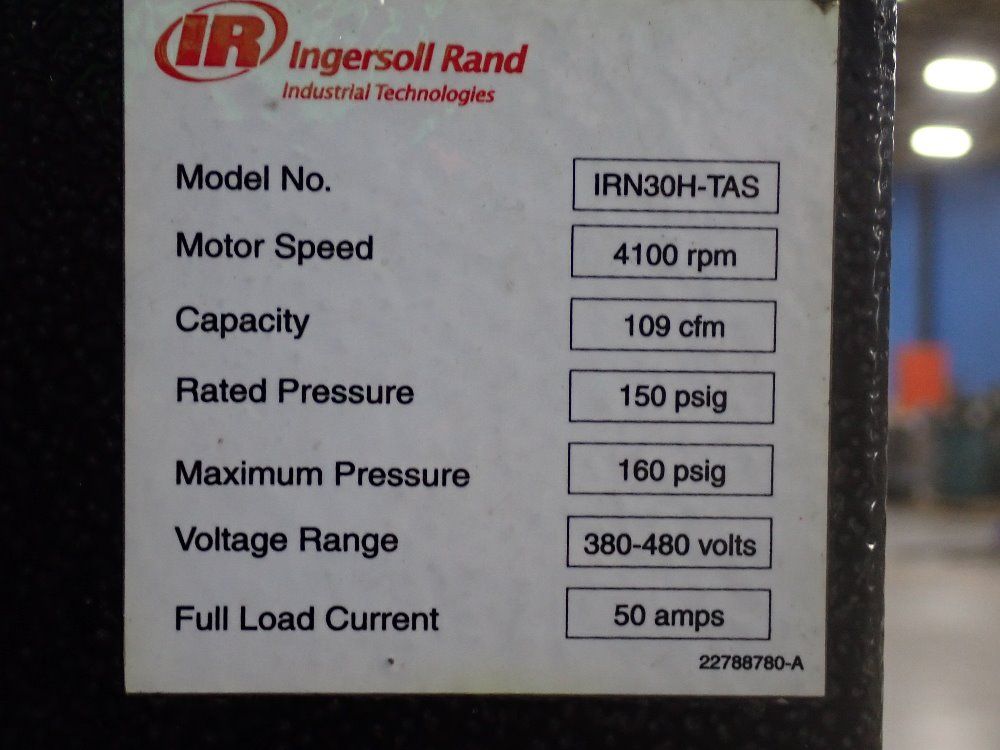 IR Ingersoll Rand
Industrial Technologies
Model No. IRN30H-TAS
Motor Speed 4100 rpm
Capacity 109 cfm
Rated Pressure 150 psig
Maximum Pressure 160 psig
Voltage Range 380-480 volts
Full Load Current 50 amps
22788780-A